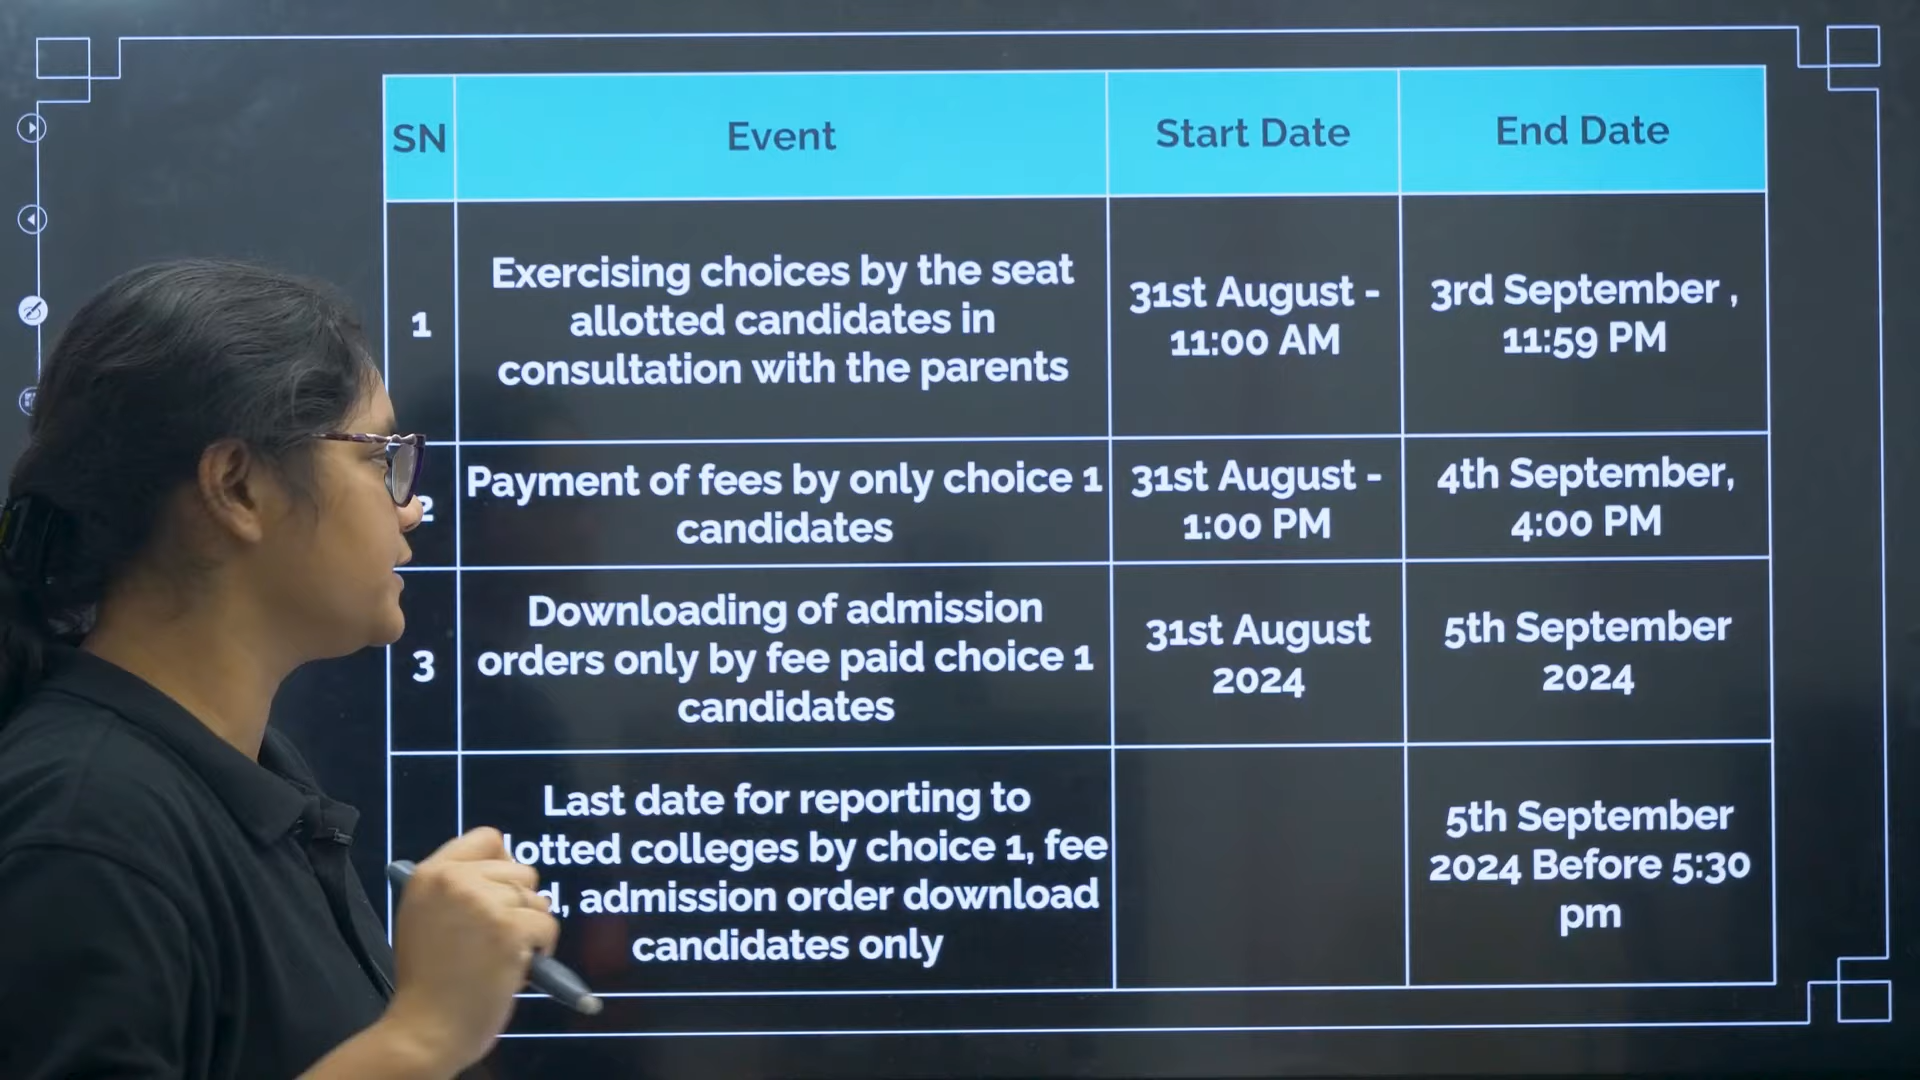 SN Event Start Date End Date
1
Exercising choices by the seat
allotted candidates in
consultation with the parents
31st August -
11:00 AM
3rd September ,
11:59 PM
2
Payment of fees by only choice 1
candidates
31st August -
1:00 PM
4th September,
4:00 PM
3
Downloading of admission
orders only by fee paid choice 1
candidates
31st August
2024
5th September
2024
Last date for reporting to
colleges by choice 1, fee
admission order download
candidates only
5th September
2024 Before 5:30
pm